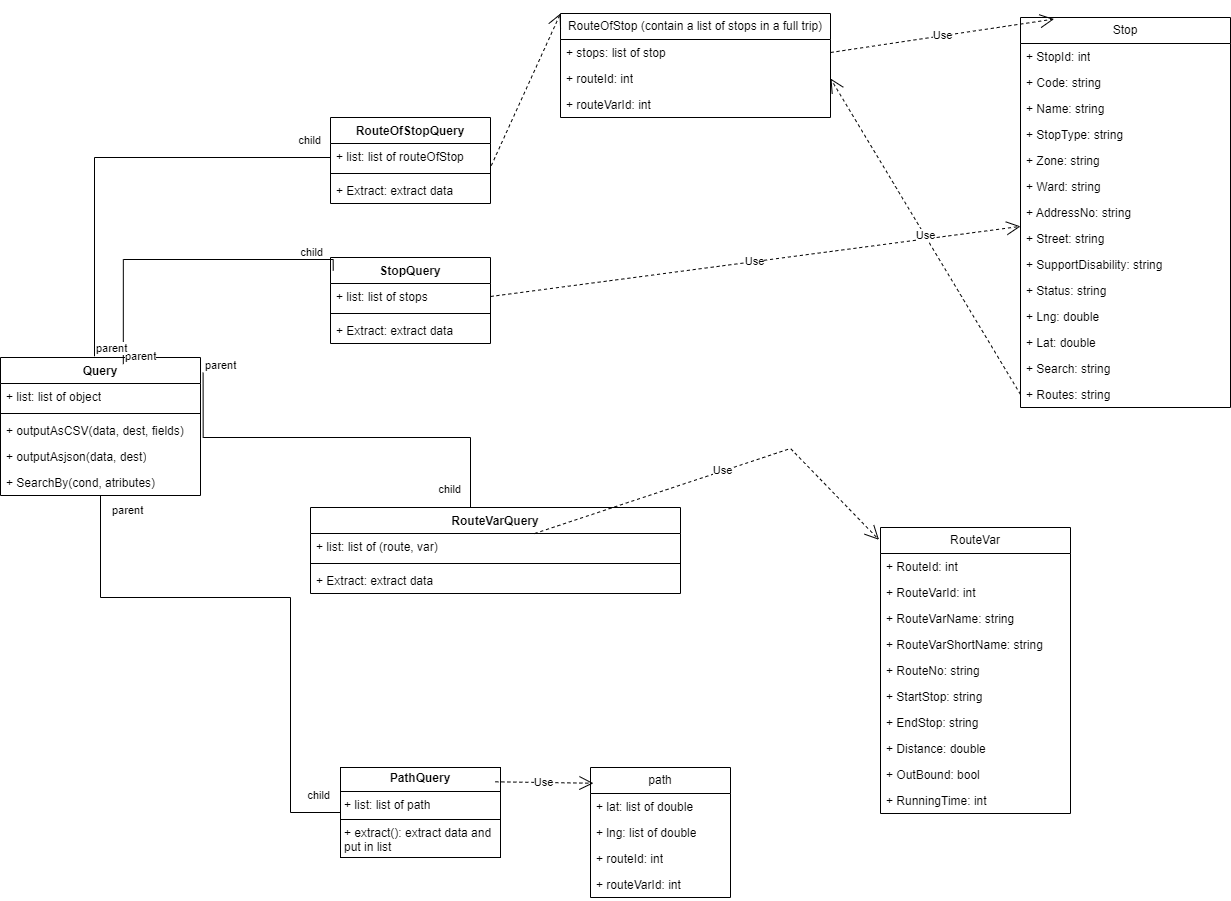 RouteOfStop (contain a list of stops in a full trip)
+ stops: list of stop
+ routeId: int
+ routeVarId: int
Use
Stop
+ StopId: int
+ Code: string
+ Name: string
+ StopType: string
+ Zone: string
+ Ward: string
+ AddressNo: string
+ Street: string
+ SupportDisability: string
+ Status: string
+ Lng: double
+ Lat: double
+ Search: string
+ Routes: string
child
RouteOfStopQuery
+ list: list of routeOfStop
+ Extract: extract data
Use
child
StopQuery
+ list: list of stops
+ Extract: extract data
Use
parent
parent
parent
Query
+ list: list of object
+ outputAsCSV(data, dest, fields)
+ outputAsjson(data, dest)
+ SearchBy(cond, atributes)
parent
child
RouteVarQuery
+ list: list of (route, var)
+ Extract: extract data
Use
RouteVar
+ RouteId: int
+ RouteVarId: int
+ RouteVarName: string
+ RouteVarShortName: string
+ RouteNo: string
+ StartStop: string
+ EndStop: string
+ Distance: double
+ OutBound: bool
+ RunningTime: int
child
PathQuery
+ list: list of path
+ extract(): extract data and
put in list
Use
path
+ lat: list of double
+ lng: list of double
+ routeId: int
+ routeVarId: int